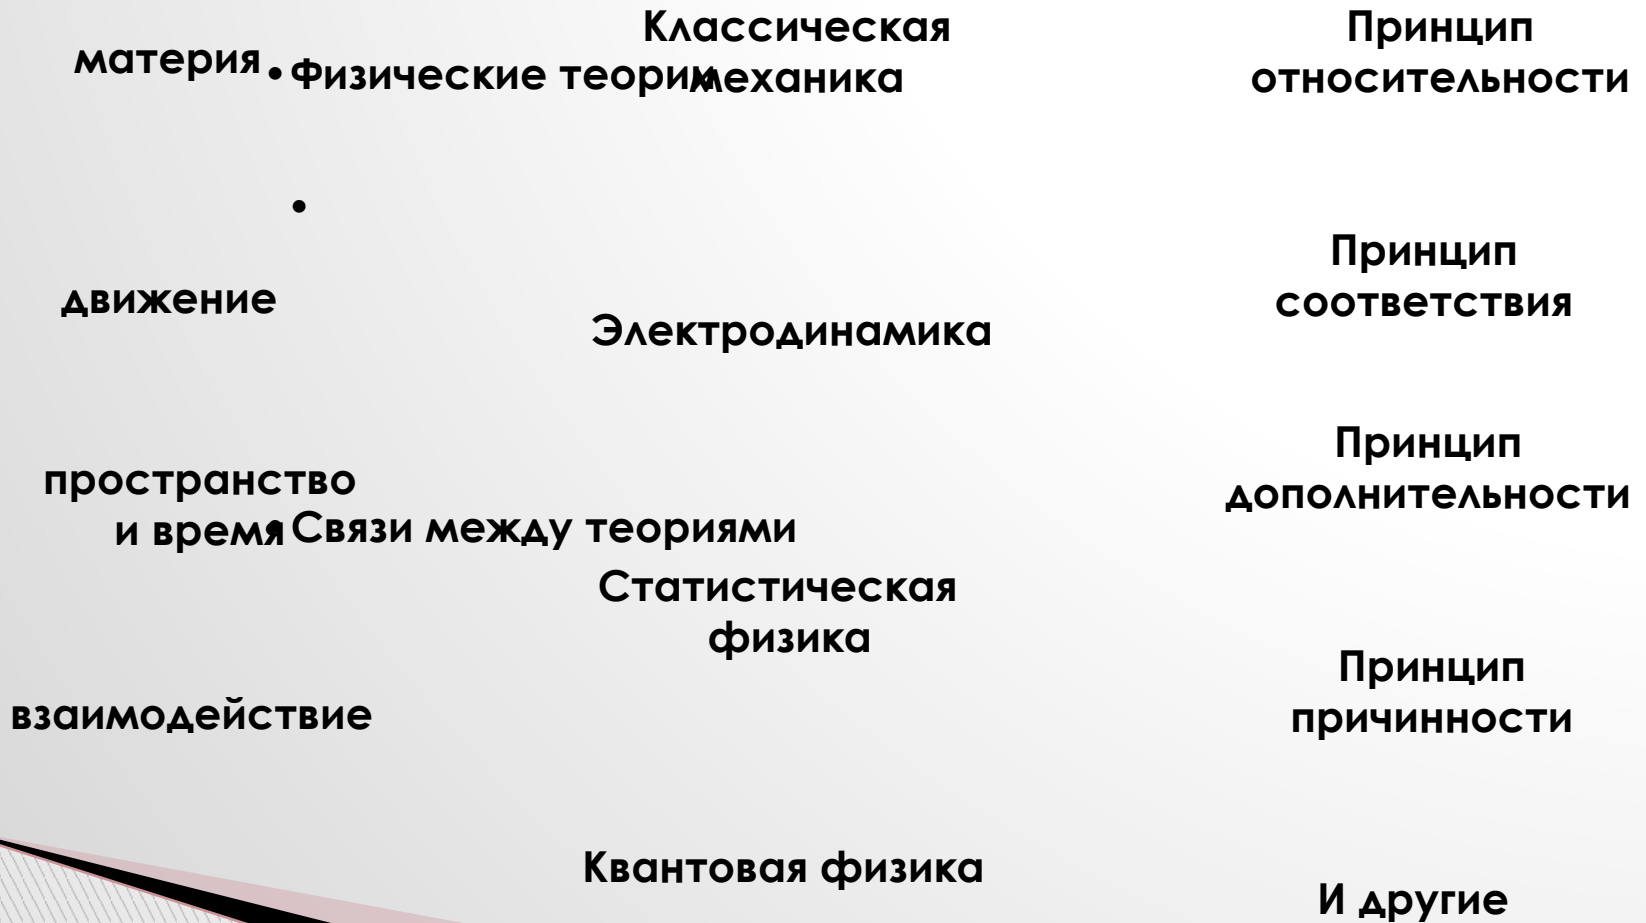 материя
• Физические теории
Классическая
механика
Принцип
относительности
•
движение
Электродинамика
Принцип
соответствия
пространство
и время
• Связи между теориями
Принцип
дополнительности
Статистическая
физика
взаимодействие
Принцип
причинности
Квантовая физика
И другие